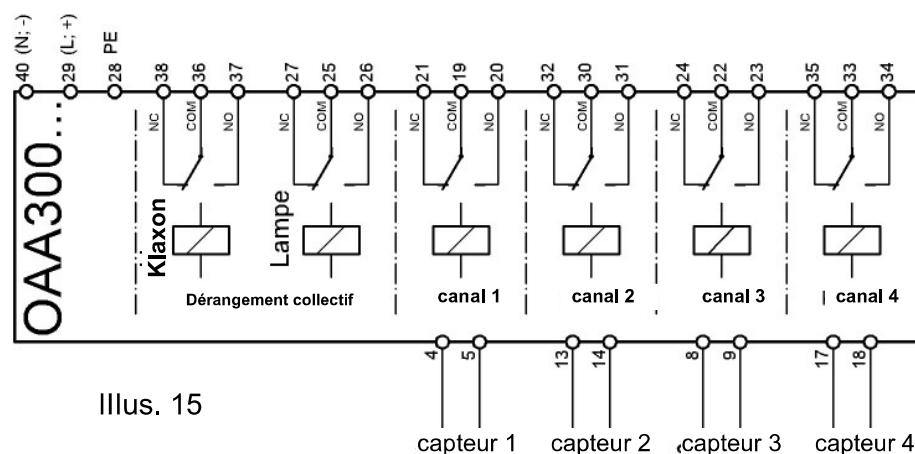 40 (N; -)
29 (L; +)
28 PE
38
36
37
27
25
26
21
19
20
32
30
31
24
22
23
35
33
34
NC COM NO
NC COM NO
NC COM NO
NC COM NO
NC COM NO
NC COM NO
OAA300...
Klaxon
Lampe
Dérangement collectif
canal 1
canal 2
canal 3
canal 4
4
5
13
14
8
9
17
18
Illus. 15
capteur 1
capteur 2
capteur 3
capteur 4